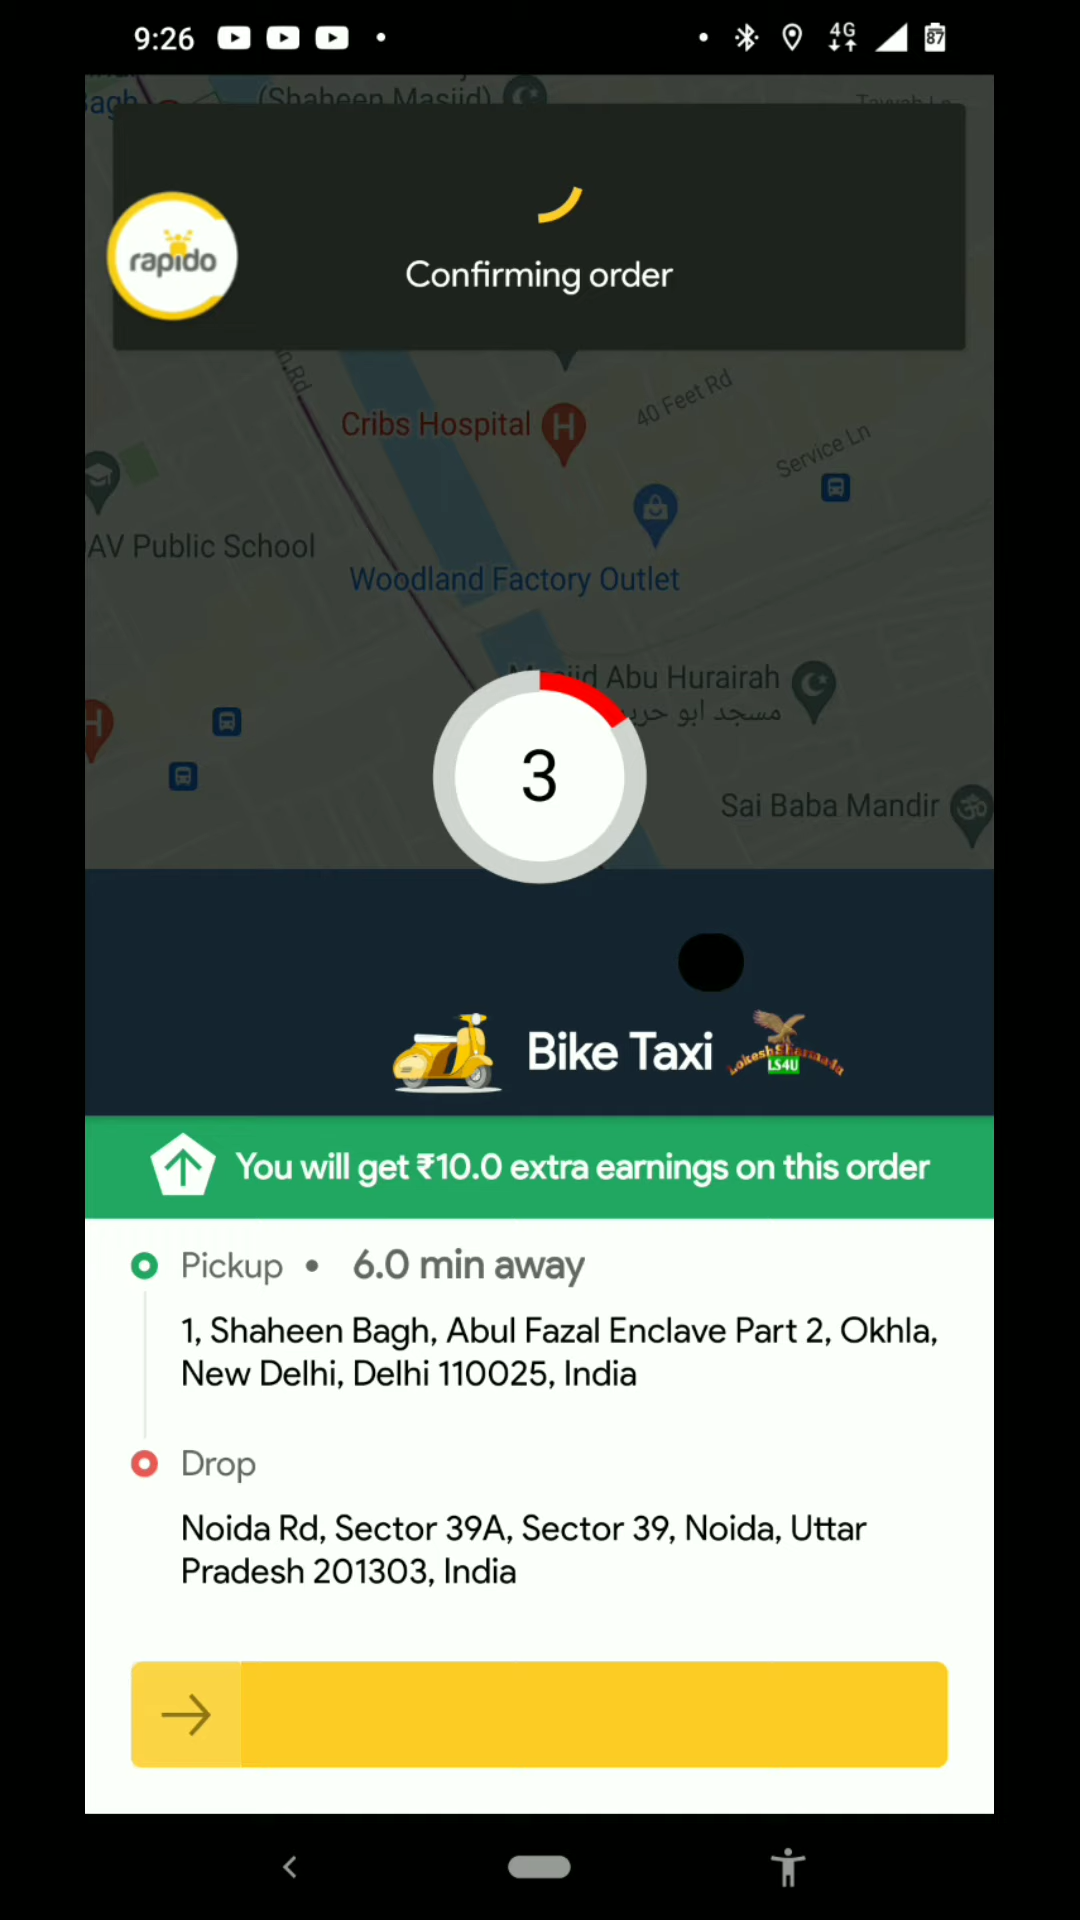 9:26
4G
87
Bagh
(Shaheen Masjid)
rapido
Confirming order
Cribs Hospital
H
40 Feet Rd
Service Ln
AV Public School
Woodland Factory Outlet
Abu Hurairah
مسجد ابو
H
3
Sai Baba Mandir
Bike Taxi
LokeshSharmada
LS4U
You will get ₹10.0 extra earnings on this order
Pickup • 6.0 min away
1, Shaheen Bagh, Abul Fazal Enclave Part 2, Okhla,
New Delhi, Delhi 110025, India
Drop
Noida Rd, Sector 39A, Sector 39, Noida, Uttar
Pradesh 201303, India